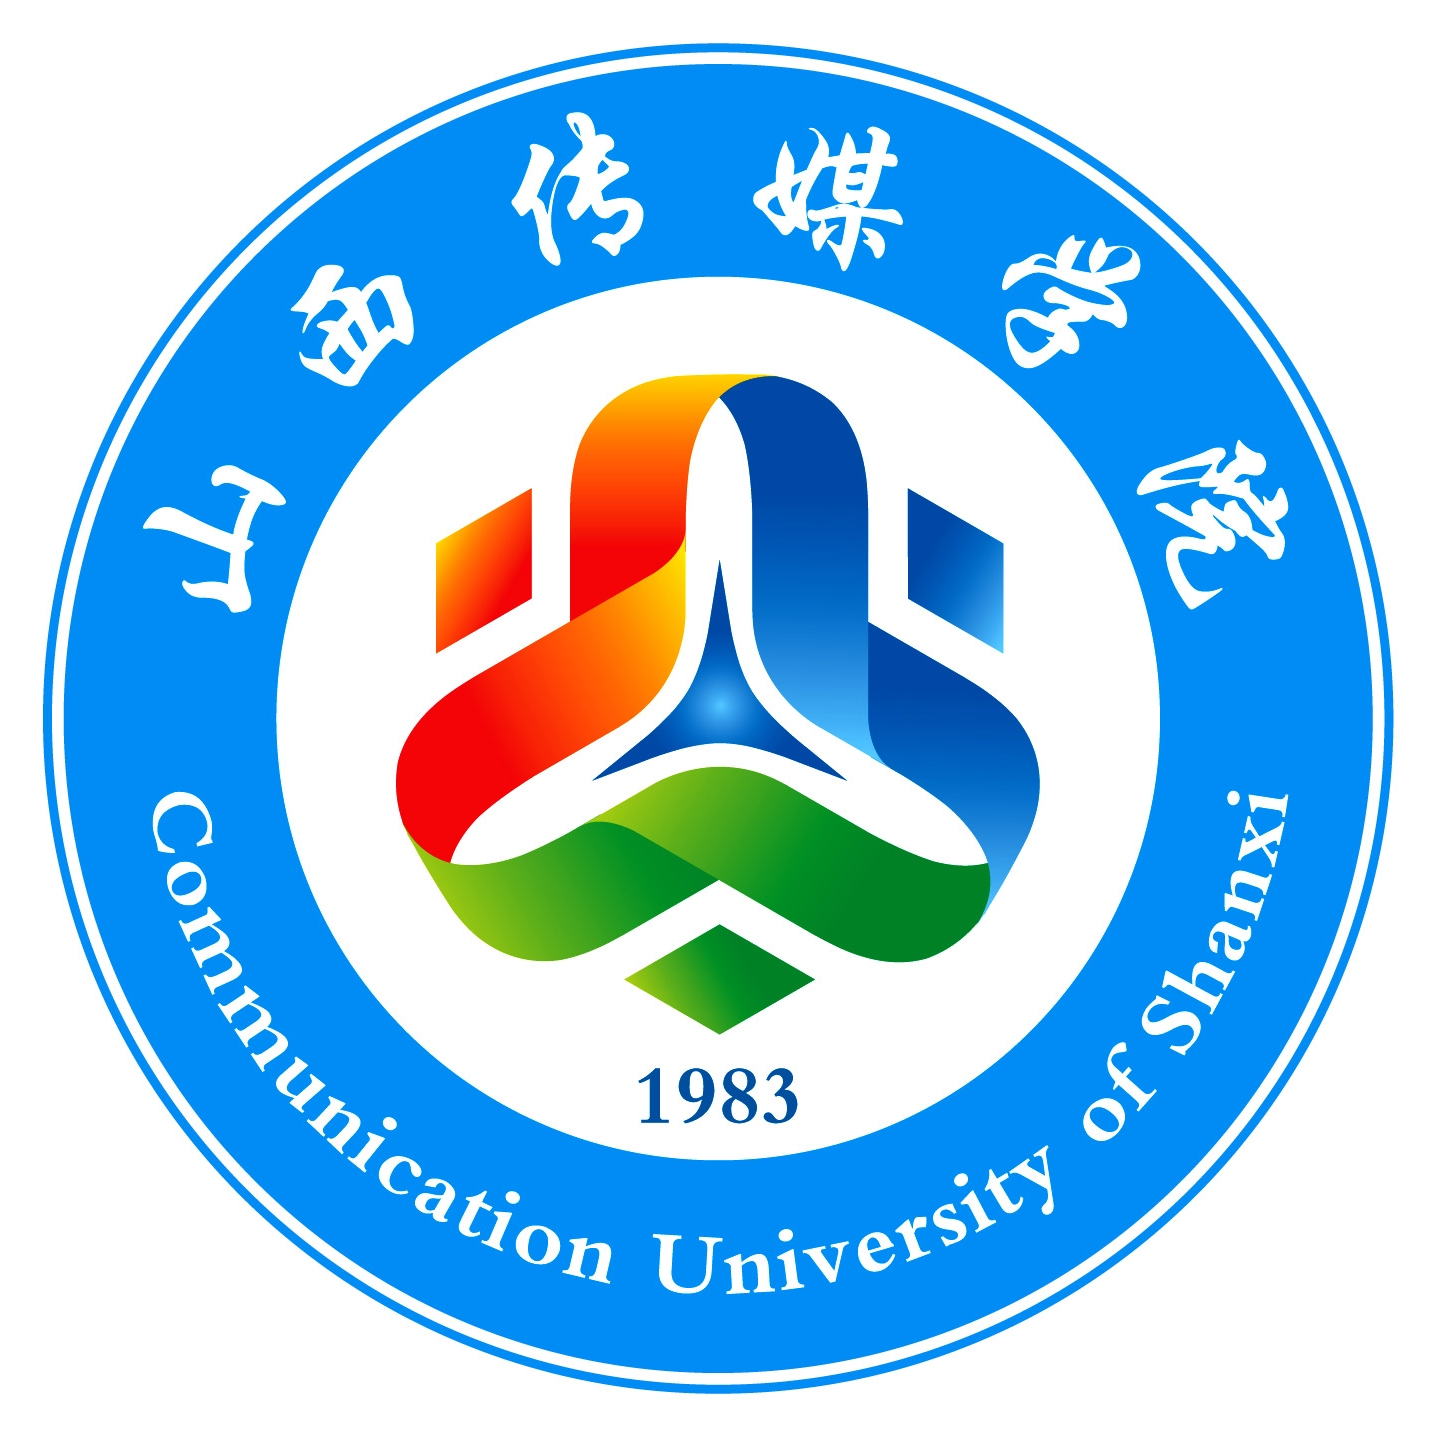 山西传媒学院
1983
Communication University of Shanxi